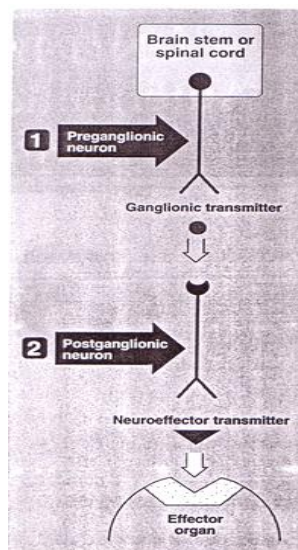 Brain stem or
spinal cord
1
Preganglionic
neuron
Ganglionic transmitter
2
Postganglionic
neuron
Neuroeffector transmitter
Effector
organ